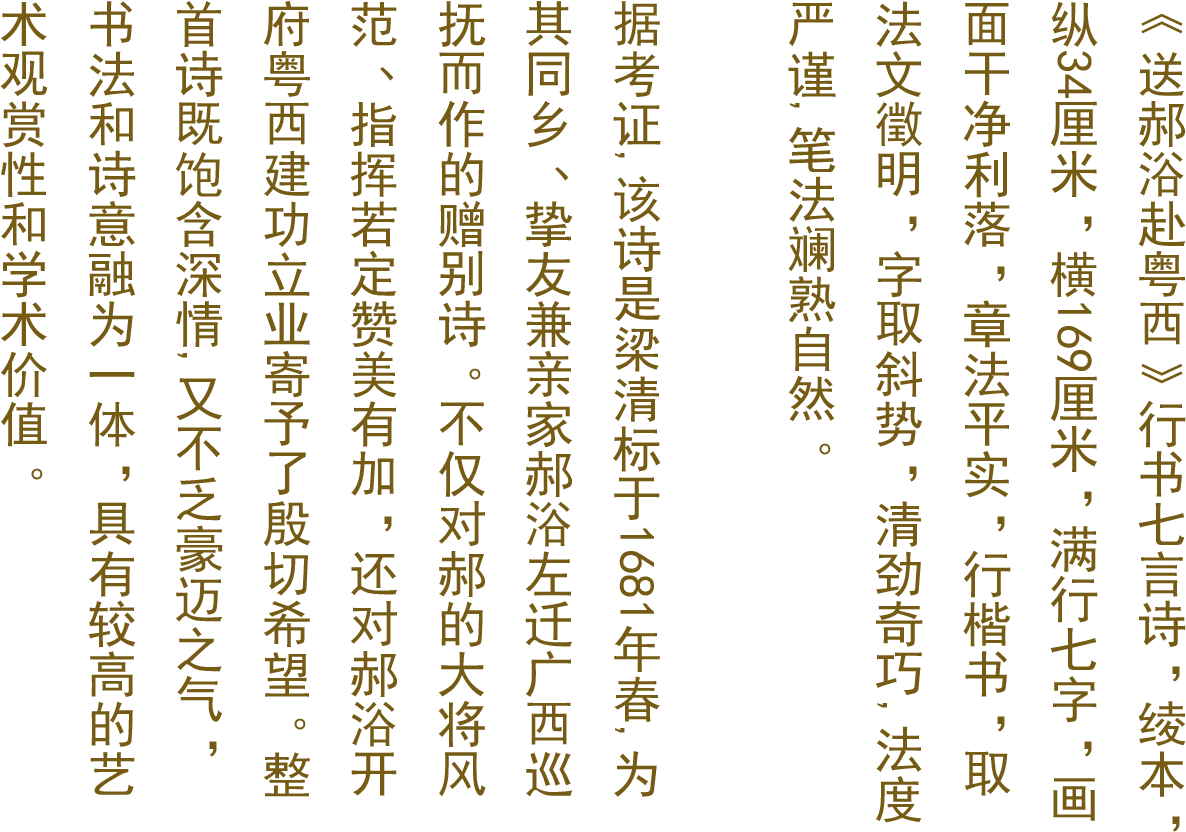 《送郝浴赴粤西》行书七言诗，绫本，
纵34厘米，横169厘米，满行七字，画
面干净利落，章法平实，行楷书，取
法文徵明，字取斜势，清劲奇巧,法度
严谨,笔法斓熟自然。
据考证,该诗是梁清标于1681年春,为
其同乡、挚友兼亲家郝浴左迁广西巡
抚而作的赠别诗。不仅对郝的大将风
范、指挥若定赞美有加，还对郝浴开
府粤西建功立业寄予了殷切希望。整
首诗既饱含深情,又不乏豪迈之气，
书法和诗意融为一体，具有较高的艺
术观赏性和学术价值。